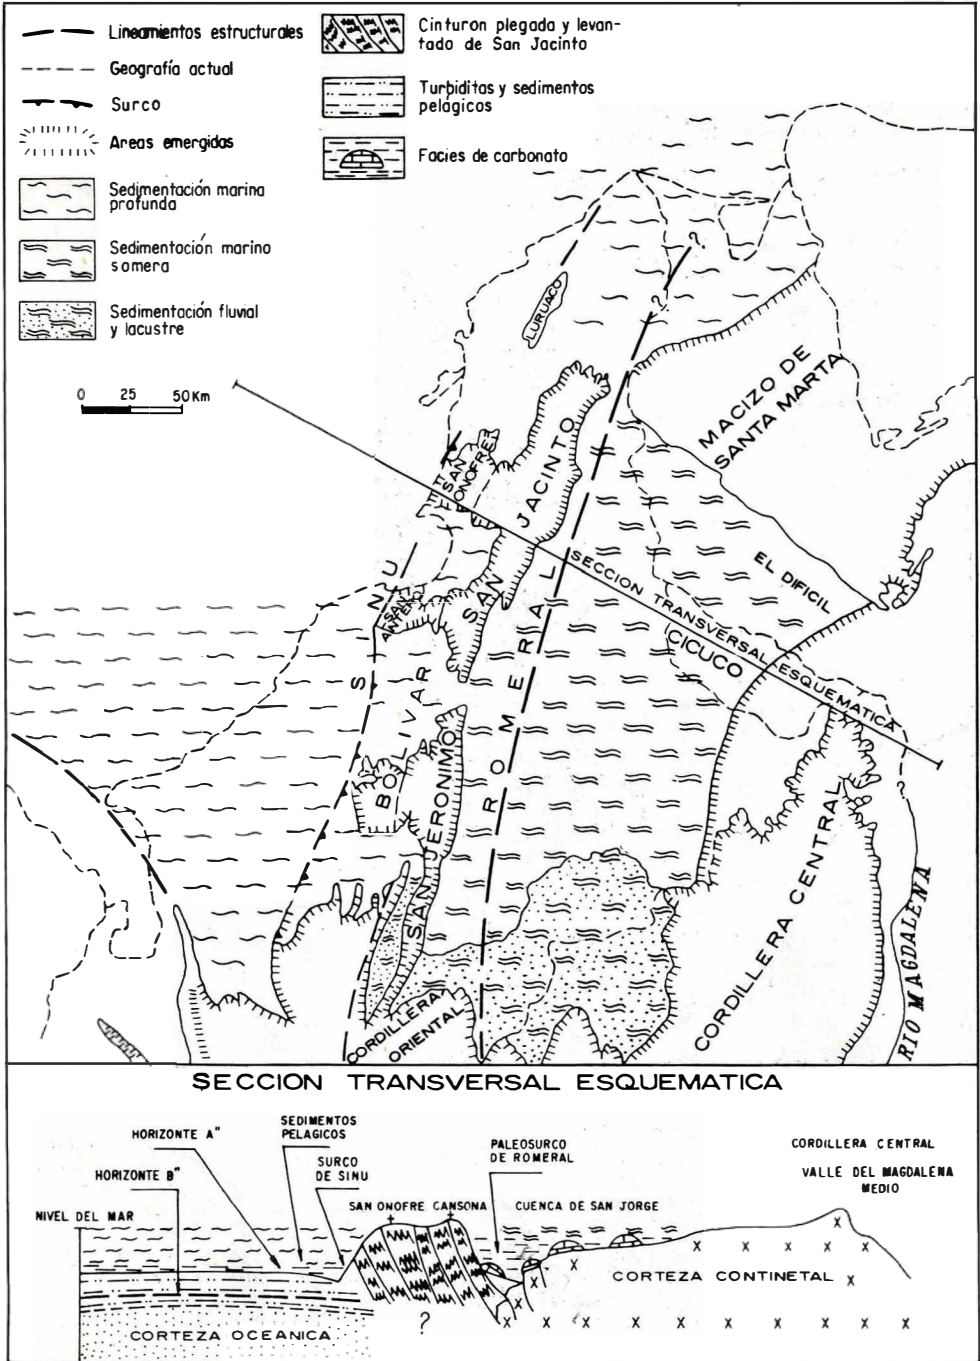 Lineamientos estructurales
Geografía actual
Surco
Areas emergidas
Sedimentación marina
profunda
Sedimentación marino
somera
Sedimentación fluvial
y lacustre
Cinturon plegada y levan-
tado de San Jacinto
Turbiditas y sedimentos
pelágicos
Facies de carbonato
0 25 50 Km
?
?
LURUACO
MACIZO DE
SANTA MARTA
SAN
ONOFRE
SAN JACINTO
EL DIFICIL
SECCION TRANSVERSAL ESQUEMATICA
CICUCO
SINU
SAN
ANTERO
BOLIVAR
ROMERAL
SAN JERONIMO
CORDILLERA CENTRAL
RIO MAGDALENA
CORDILLERA
ORIENTAL
SECCION TRANSVERSAL ESQUEMATICA
HORIZONTE A"
SEDIMENTOS
PELAGICOS
HORIZONTE B"
SURCO
DE SINU
PALEOSURCO
DE ROMERAL
CORDILLERA CENTRAL
VALLE DEL MAGDALENA
MEDIO
NIVEL DEL MAR
SAN ONOFRE CANSONA
CUENCA DE SAN JORGE
CORTEZA CONTINETAL
CORTEZA OCEANICA
?